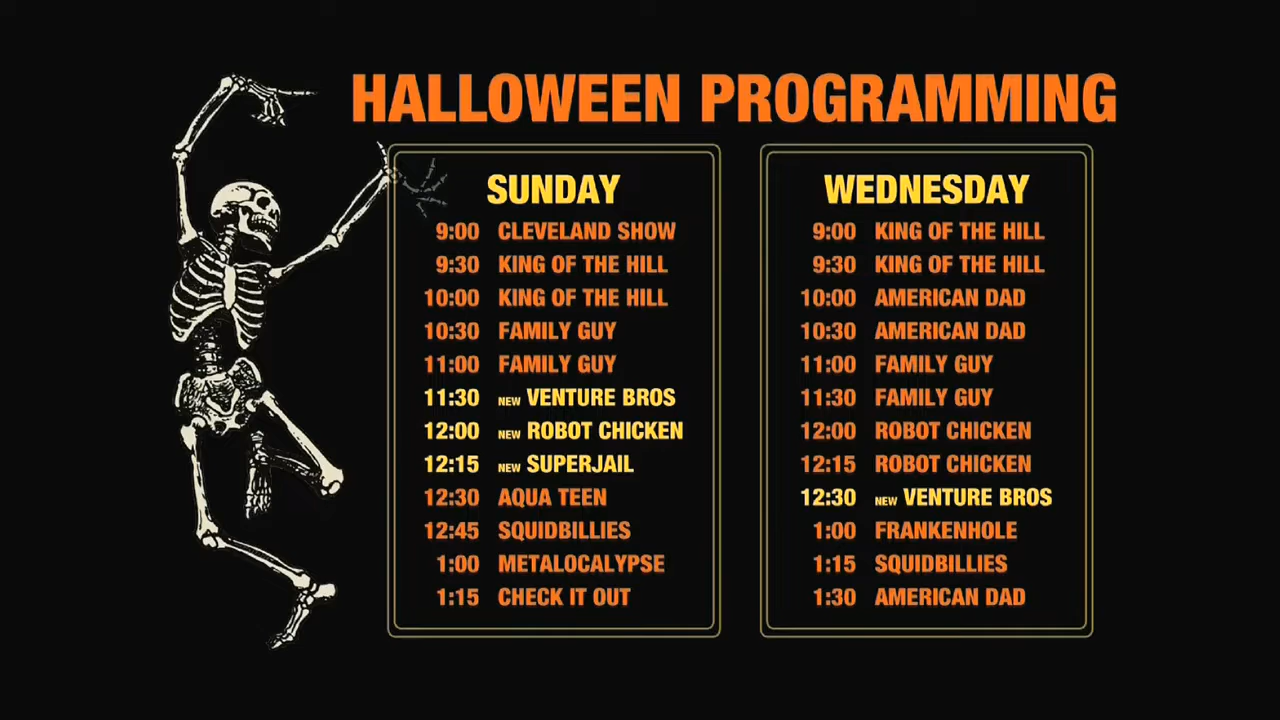 HALLOWEEN PROGRAMMING
SUNDAY
9:00 CLEVELAND SHOW
9:30 KING OF THE HILL
10:00 KING OF THE HILL
10:30 FAMILY GUY
11:00 FAMILY GUY
11:30 NEW VENTURE BROS
12:00 NEW ROBOT CHICKEN
12:15 NEW SUPERJAIL
12:30 AQUA TEEN
12:45 SQUIDBILLIES
1:00 METALOCALYPSE
1:15 CHECK IT OUT
WEDNESDAY
9:00 KING OF THE HILL
9:30 KING OF THE HILL
10:00 AMERICAN DAD
10:30 AMERICAN DAD
11:00 FAMILY GUY
11:30 FAMILY GUY
12:00 ROBOT CHICKEN
12:15 ROBOT CHICKEN
12:30 NEW VENTURE BROS
1:00 FRANKENHOLE
1:15 SQUIDBILLIES
1:30 AMERICAN DAD